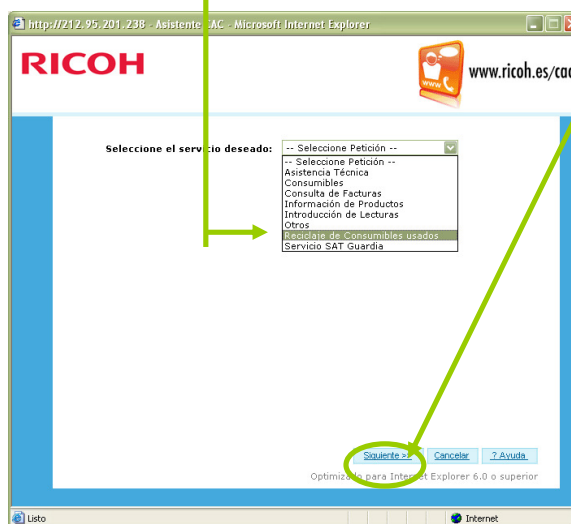 http://212.95.201.238 - Asistente CAC - Microsoft Internet Explorer
RICOH
www.ricoh.es/cac
WWW.
Seleccione el servicio deseado:
-- Seleccione Petición --
-- Seleccione Petición --
Asistencia Técnica
Consumibles
Consulta de Facturas
Información de Productos
Introducción de Lecturas
Otros
Reciclaje de Consumibles usados
Servicio SAT Guardia
Siguiente >>
Cancelar
? Ayuda
Optimizado para Internet Explorer 6.0 o superior
Listo
Internet